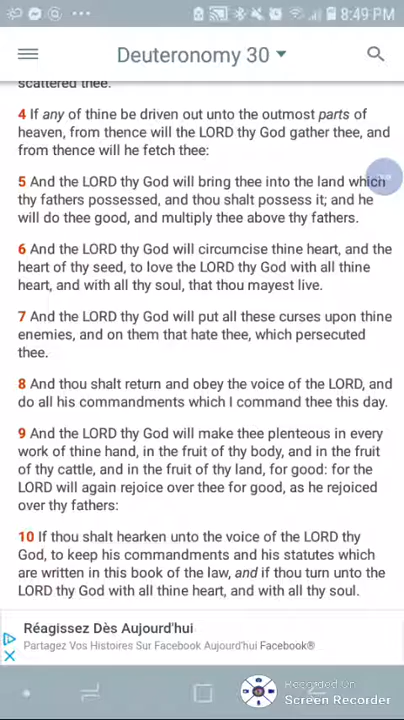 8:49 PM
Deuteronomy 30
scattered thee.
4 If any of thine be driven out unto the outmost parts of
heaven, from thence will the LORD thy God gather thee, and
from thence will he fetch thee:
5 And the LORD thy God will bring thee into the land which
thy fathers possessed, and thou shalt possess it; and he
will do thee good, and multiply thee above thy fathers.
6 And the LORD thy God will circumcise thine heart, and the
heart of thy seed, to love the LORD thy God with all thine
heart, and with all thy soul, that thou mayest live.
7 And the LORD thy God will put all these curses upon thine
enemies, and on them that hate thee, which persecuted
thee.
8 And thou shalt return and obey the voice of the LORD, and
do all his commandments which I command thee this day.
9 And the LORD thy God will make thee plenteous in every
work of thine hand, in the fruit of thy body, and in the fruit
of thy cattle, and in the fruit of thy land, for good: for the
LORD will again rejoice over thee for good, as he rejoiced
over thy fathers:
10 If thou shalt hearken unto the voice of the LORD thy
God, to keep his commandments and his statutes which
are written in this book of the law, and if thou turn unto the
LORD thy God with all thine heart, and with all thy soul.
Réagissez Dès Aujourd'hui
Partagez Vos Histoires Sur Facebook Aujourd'hui Facebook®
Recorded On
Screen Recorder